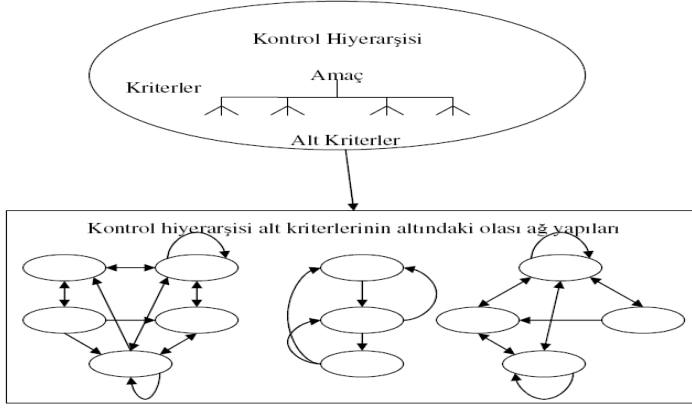 Kontrol Hiyerarşisi
Amaç
Kriterler
Alt Kriterler
Kontrol hiyerarşisi alt kriterlerinin altındaki olası ağ yapıları